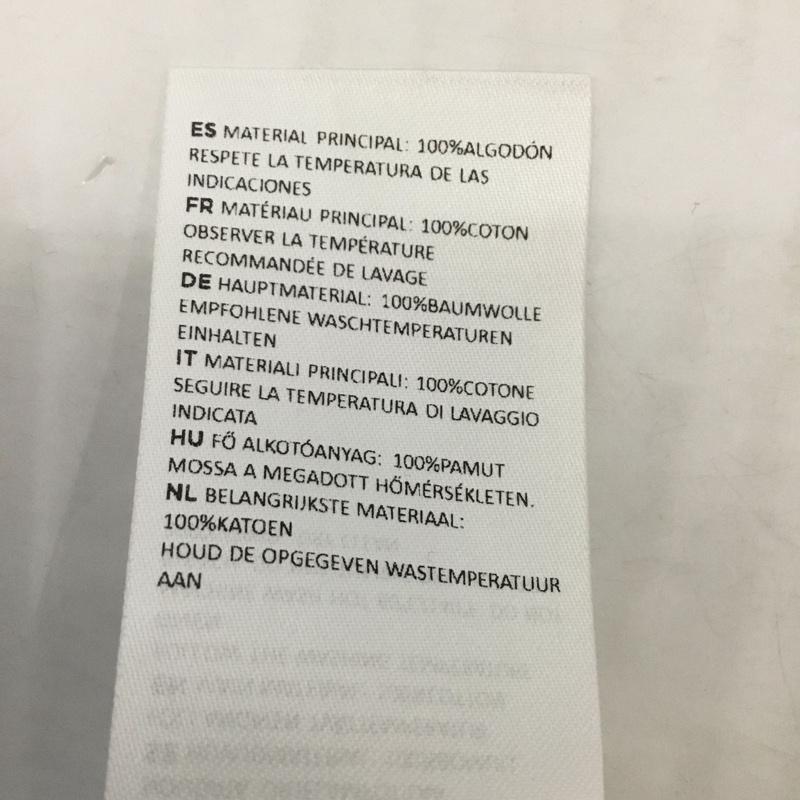 ES MATERIAL PRINCIPAL: 100%ALGODÓN
RESPETE LA TEMPERATURA DE LAS
INDICACIONES
FR MATÉRIAU PRINCIPAL: 100%COTON
OBSERVER LA TEMPÉRATURE
RECOMMANDÉE DE LAVAGE
DE HAUPTMATERIAL: 100%BAUMWOLLE
EMPFOHLENE WASCHTEMPERATUREN
EINHALTEN
IT MATERIALI PRINCIPALI: 100%COTONE
SEGUIRE LA TEMPERATURA DI LAVAGGIO
INDICATA
HU FŐ ALKOTÓANYAG: 100%PAMUT
MOSSA A MEGADOTT HŐMÉRSÉKLETEN.
NL BELANGRIJKSTE MATERIAAL:
100%KATOEN
HOUD DE OPGEGEVEN WASTEMPERATUUR
AAN